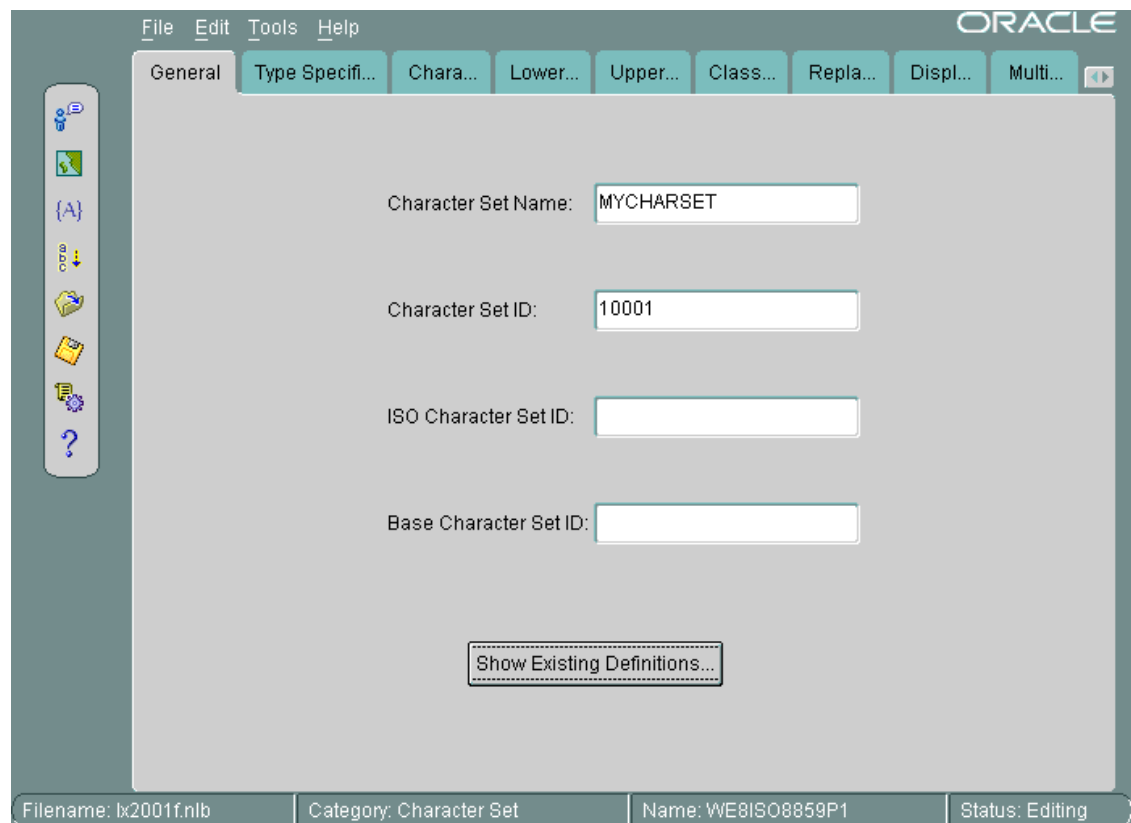 File Edit Tools Help
ORACLE
General Type Specifi... Chara... Lower... Upper... Class... Repla... Displ... Multi...
{A}
a
b
c
?
Character Set Name: MYCHARSET
Character Set ID: 10001
ISO Character Set ID:
Base Character Set ID:
Show Existing Definitions...
Filename: lx2001f.nlb Category: Character Set Name: WE8ISO8859P1 Status: Editing